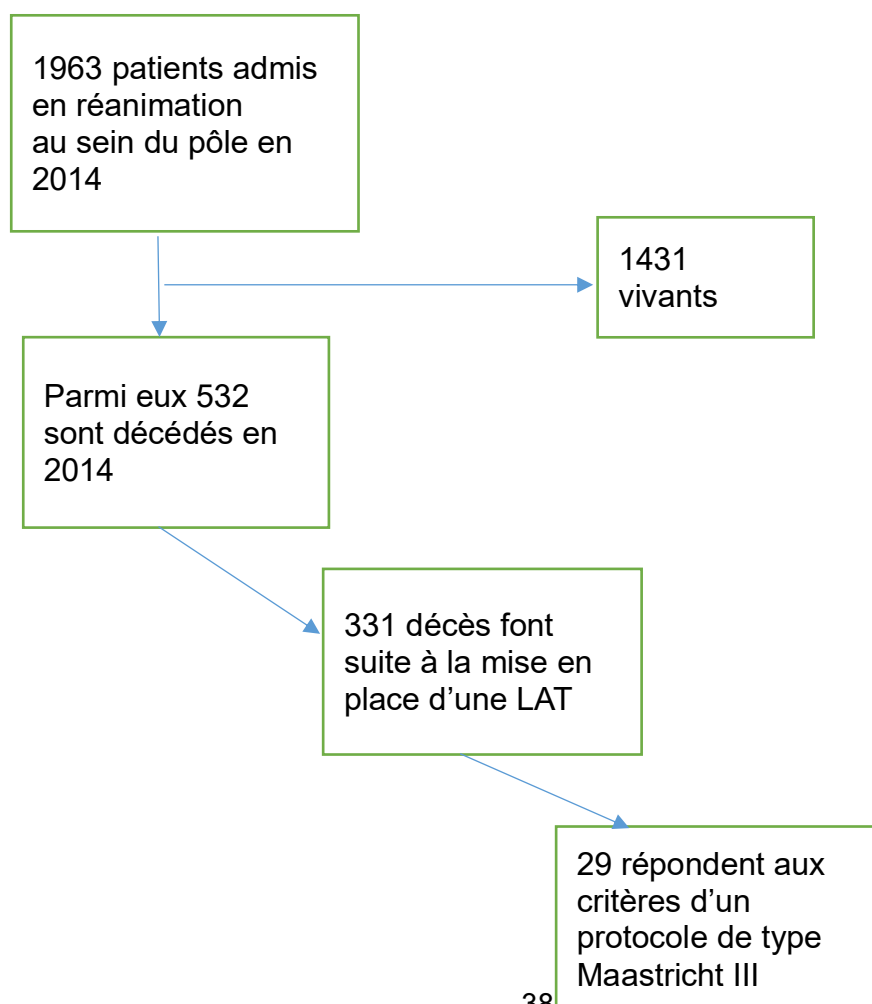 1963 patients admis
en réanimation
au sein du pôle en
2014
1431
vivants
Parmi eux 532
sont décédés en
2014
331 décès font
suite à la mise en
place d’une LAT
29 répondent aux
critères d’un
protocole de type
Maastricht III
38